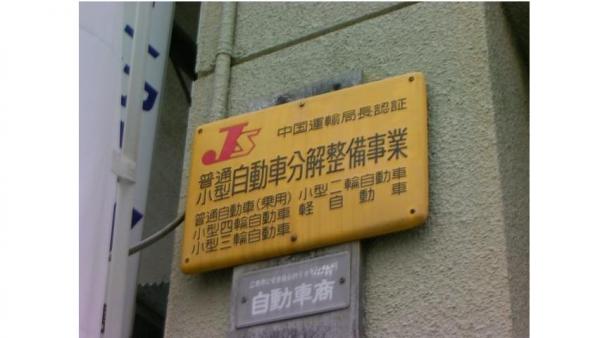 JS 中国運輸局長認証
普通
小型
自動車分解整備事業
普通自動車(乗用) 小型二輪自動車
小型四輪自動車 軽自動車
小型三輪自動車
自動車商